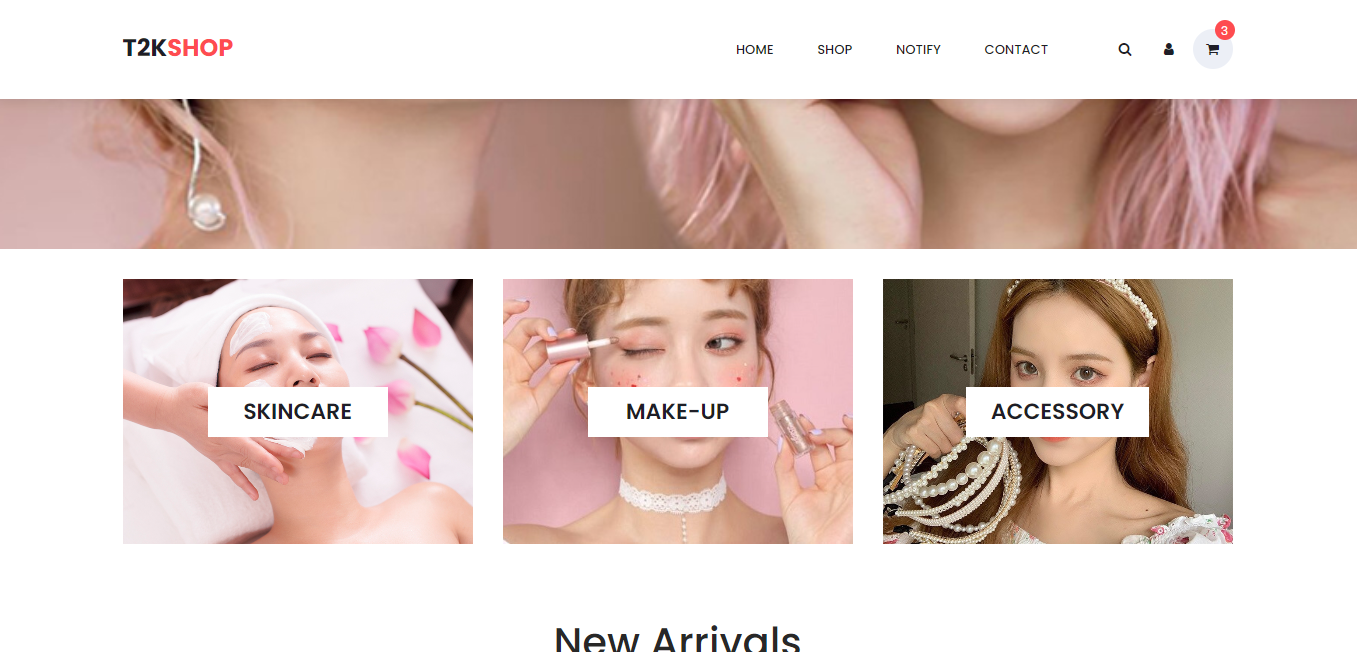 T2KSHOP
HOME SHOP NOTIFY CONTACT
3
SKINCARE
MAKE-UP
ACCESSORY
New Arrivals